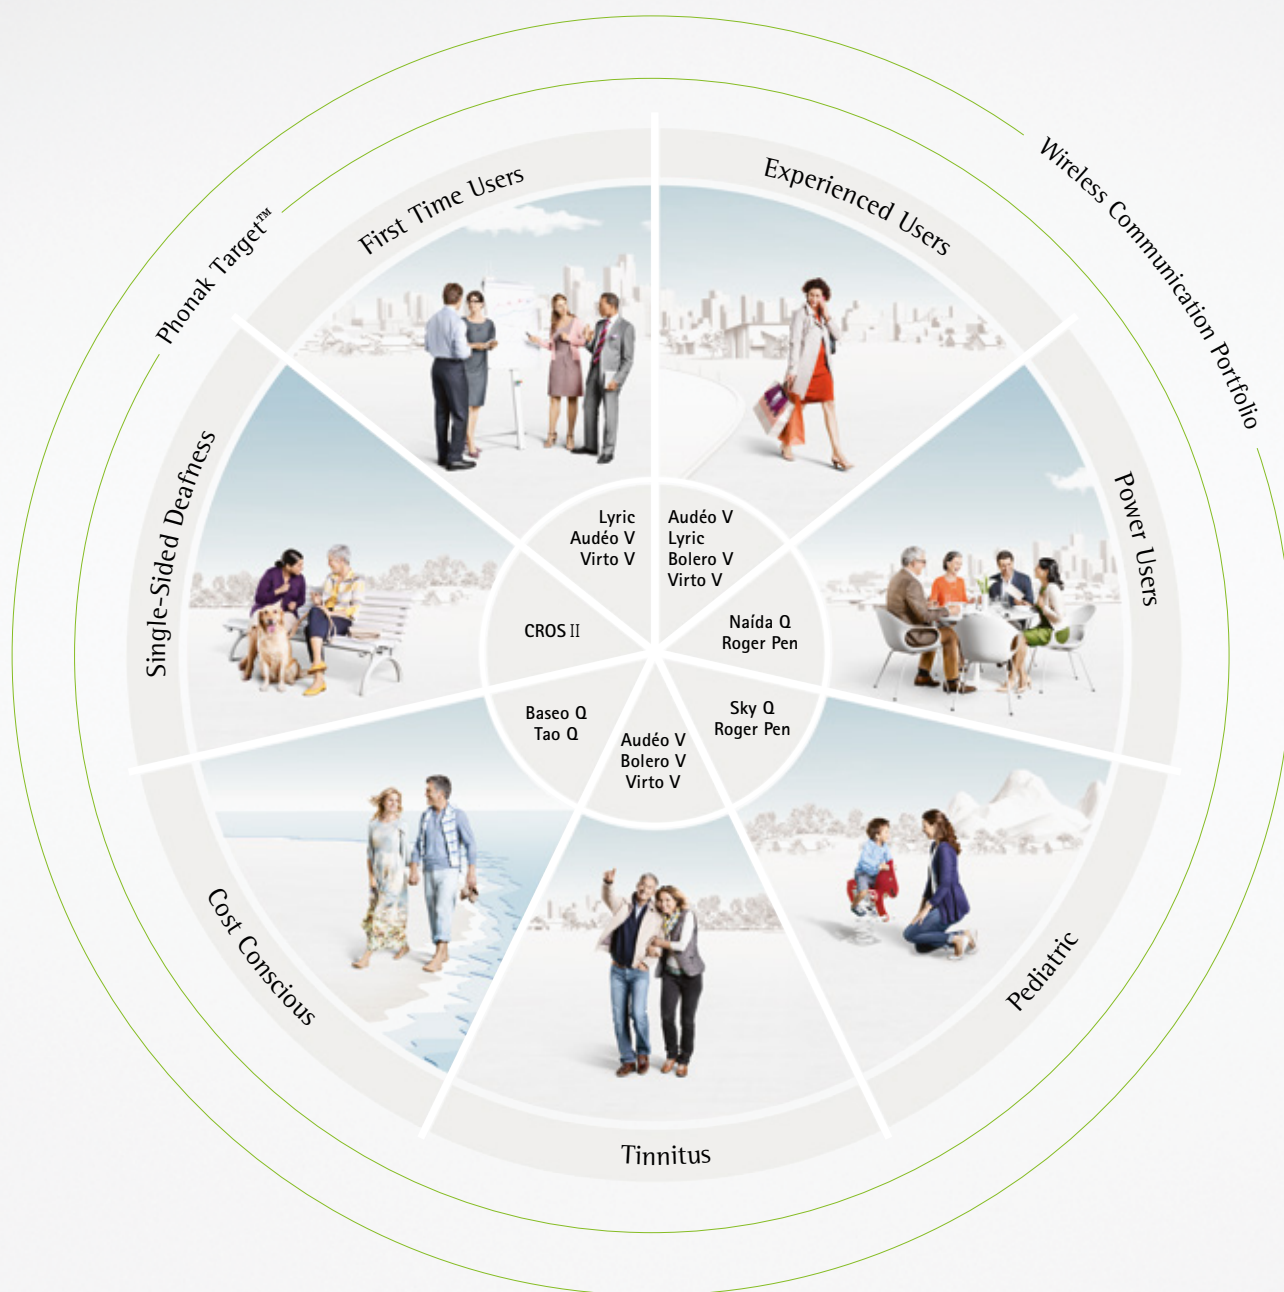 Wireless Communication Portfolio
Phonak Target™
First Time Users
Experienced Users
Power Users
Pediatric
Tinnitus
Cost Conscious
Single-Sided Deafness
Lyric
Audéo V
Virto V
Audéo V
Lyric
Bolero V
Virto V
Naída Q
Roger Pen
Sky Q
Roger Pen
Audéo V
Bolero V
Virto V
Baseo Q
Tao Q
CROS II